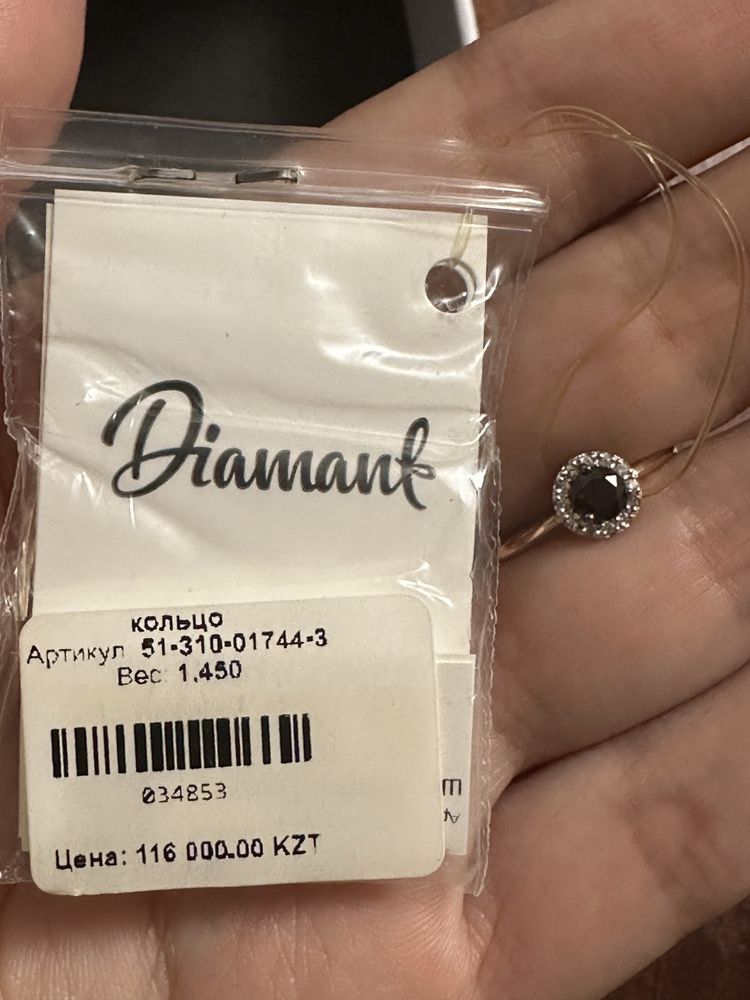 Diamant
кольцо
Артикул: 51-310-01744-3
Вес: 1.450
034853
Цена: 116 000.00 KZT